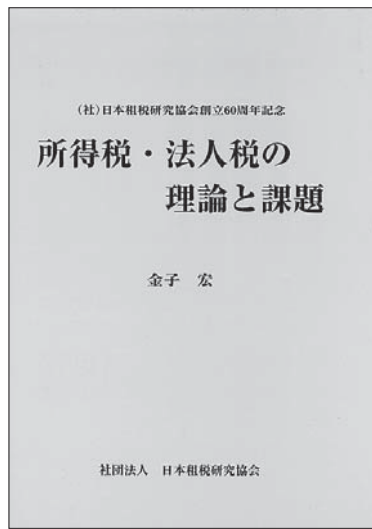 (社)日本租税研究協会創立60周年記念
所得税・法人税の
理論と課題
金子 宏
社団法人 日本租税研究協会